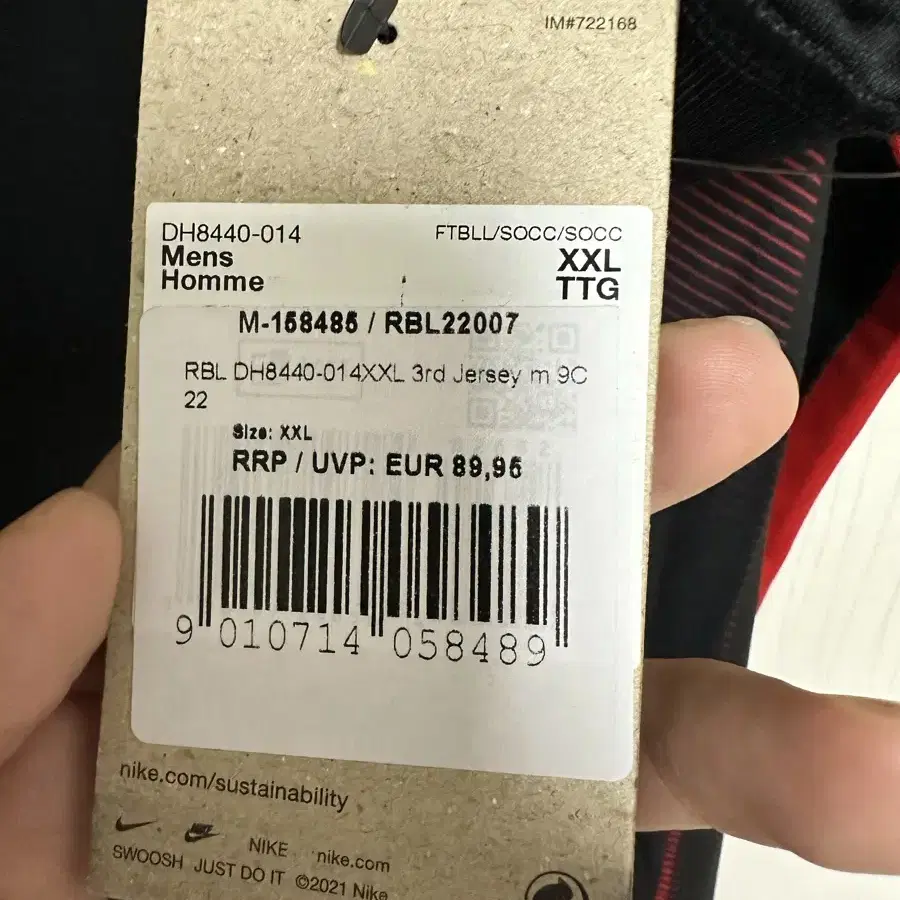 IM#722168
DH8440-014
FTBLL/SOCC/SOCC
Mens
XXL
Homme
TTG
M-158485 / RBL22007
RBL DH8440-014XXL 3rd Jersey m 9C
22
Size: XXL
RRP / UVP: EUR 89,95
9 010714 058489
nike.com/sustainability
NIKE nike.com
SWOOSH JUST DO IT ©2021 Nike